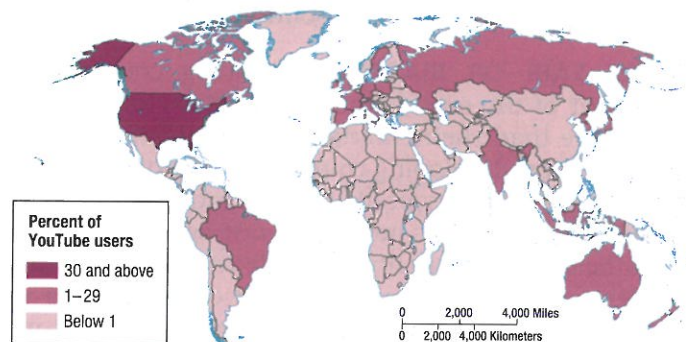 Percent of
YouTube users
30 and above
1–29
Below 1
0 2,000 4,000 Miles
0 2,000 4,000 Kilometers